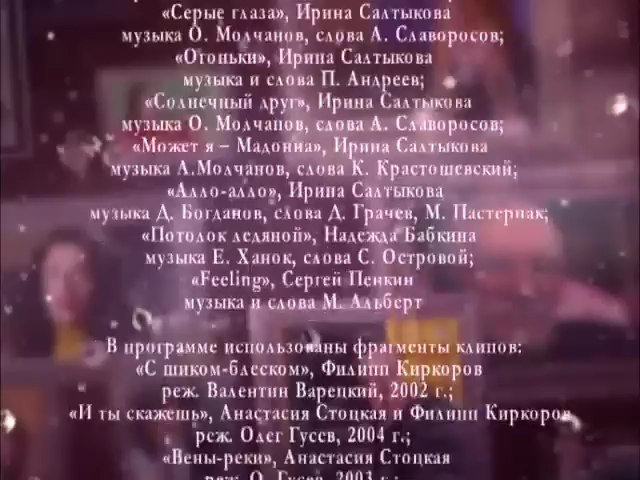 «Серые глаза», Ирина Салтыкова
музыка О. Молчанов, слова А. Славоросов;
«Огоньки», Ирина Салтыкова
музыка и слова П. Андреев;
«Солнечный друг», Ирина Салтыкова
музыка О. Молчанов, слова А. Славоросов;
«Может я – Мадонна», Ирина Салтыкова
музыка А.Молчанов, слова К. Крастошевский;
«Алло-алло», Ирина Салтыкова
музыка Д. Богданов, слова Д. Грачев, М. Пастернак;
«Потолок ледяной», Надежда Бабкина
музыка Е. Ханок, слова С. Островой;
«Feeling», Сергей Пенкин
музыка и слова М. Альберт
В программе использованы фрагменты клипов:
«С шиком-блеском», Филипп Киркоров
реж. Валентин Варецкий, 2002 г.;
«И ты скажешь», Анастасия Стоцкая и Филипп Киркоров
реж. Олег Гусев, 2004 г.;
«Вены-реки», Анастасия Стоцкая
реж. О. Гусев, 2003 г.;